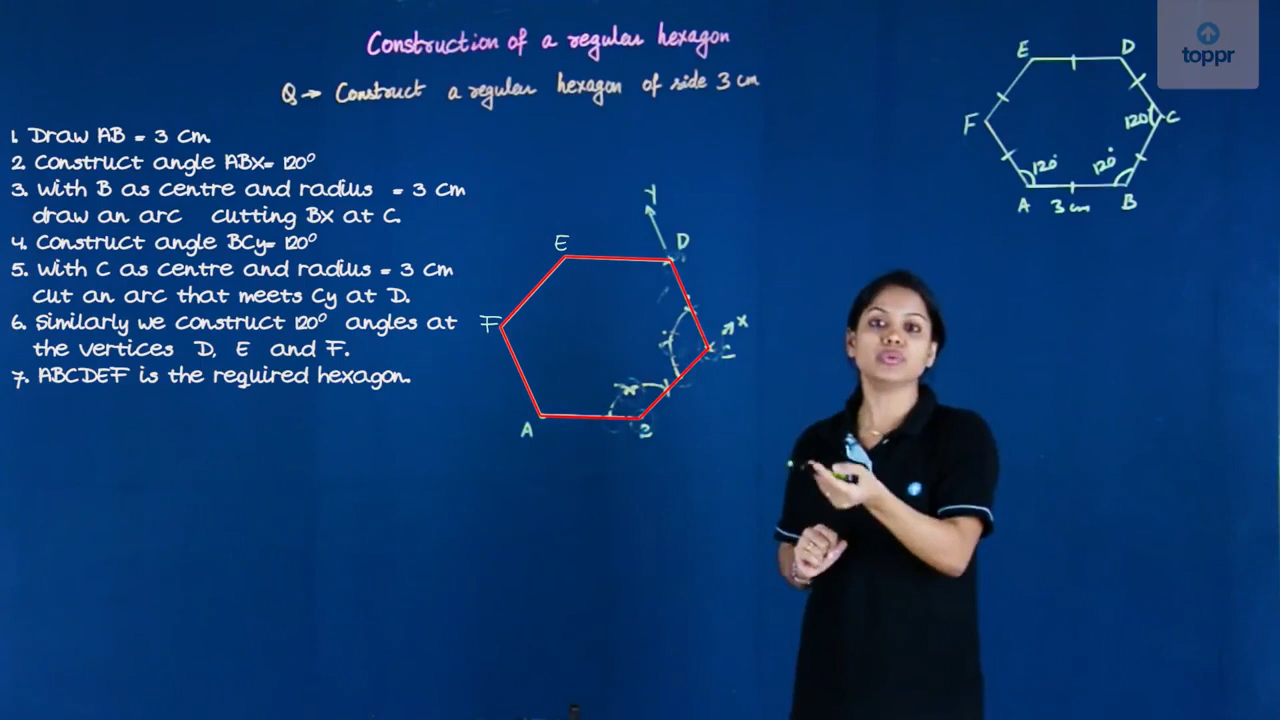 Construction of a regular hexagon
Q → Construct a regular hexagon of side 3 cm
1. Draw AB = 3 cm.
2. Construct angle ABX= 120°
3. With B as centre and radius = 3 cm
draw an arc cutting BX at C.
4. Construct angle BCy= 120°
5. With C as centre and radius = 3 cm
cut an arc that meets Cy at D.
6. Similarly we construct 120° angles at
the vertices D, E and F.
7. ABCDEF is the required hexagon.
y
E D
F X
C
A B
toppr
E D
F 120° C
120° 120°
A 3 cm B